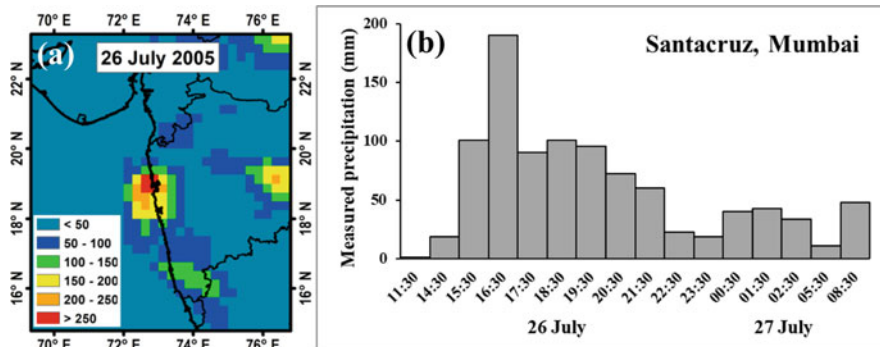 70° E 72° E 74° E 76° E
(a) 26 July 2005
22° N
20° N
18° N
16° N
22° N
20° N
18° N
16° N
< 50
50 - 100
100 - 150
150 - 200
200 - 250
> 250
70° E 72° E 74° E 76° E
(b) Santacruz, Mumbai
Measured precipitation (mm)
200
150
100
50
0
11:30 14:30 15:30 16:30 17:30 18:30 19:30 20:30 21:30 22:30 23:30 00:30 01:30 02:30 05:30 08:30
26 July 27 July